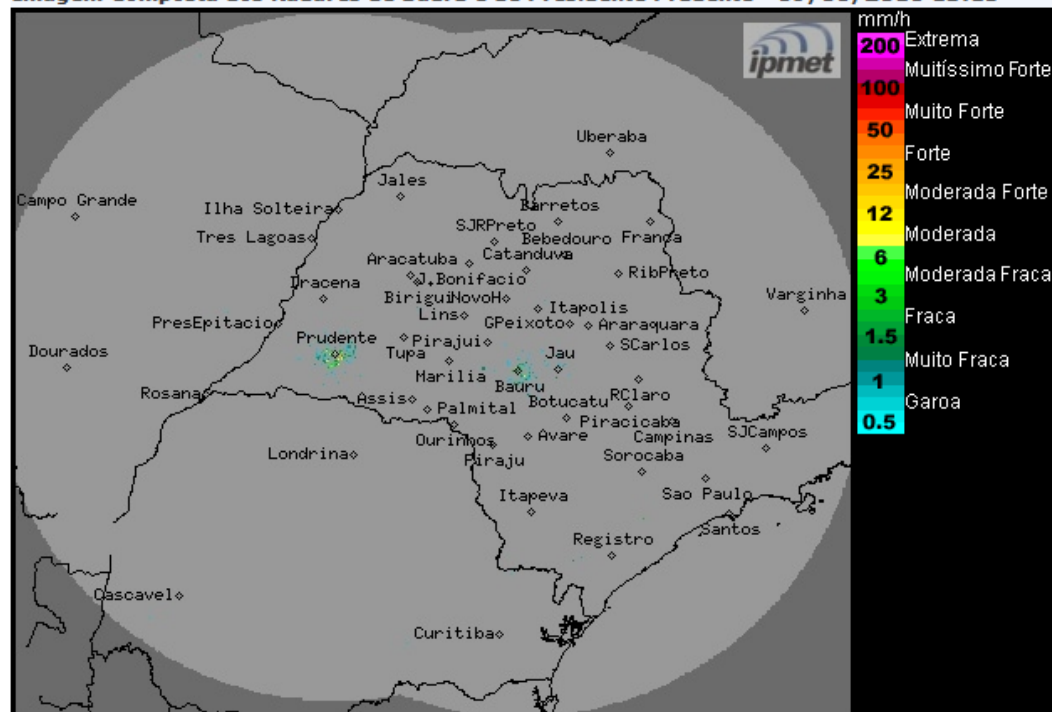 mm/h
200 Extrema
Muitíssimo Forte
100
Muito Forte
50
Forte
25
Moderada Forte
12
Moderada
6
Moderada Fraca
3
Fraca
1.5
Muito Fraca
1
Garoa
0.5
ipmet
Uberaba
Jales
Campo Grande
Ilha Solteira
Barretos
SJRPreto
Tres Lagoas
Bebedouro
Franca
Catanduva
Aracatuba
J.Bonifacio
RibPreto
Dracena
Birigui
NovoH
Varginha
Itapolis
Lins
PresEpitacio
GPeixoto
Araraquara
Prudente
Pirajui
SCarlos
Dourados
Tupa
Jau
Marilia
Bauru
Rosana
Assis
Botucatu
RClaro
Palmital
Piracicaba
Ourinhos
Avare
Campinas
SJCampos
Londrina
Piraju
Sorocaba
Itapeva
Sao Paulo
Santos
Registro
Cascavel
Curitiba